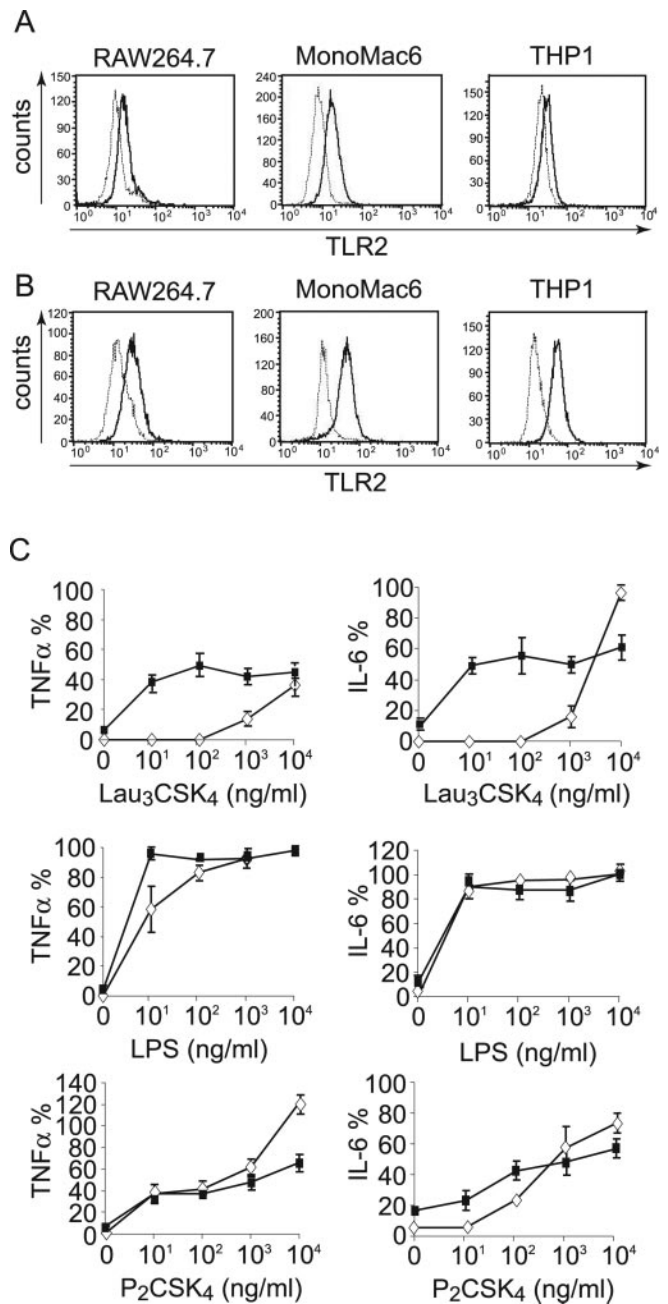 A
RAW264.7 MonoMac6 THP1
counts
150 120 90 60 30 0
240 200 160 120 80 40 0
180 150 120 90 60 30 0
10⁰ 10¹ 10² 10³ 10⁴
10⁰ 10¹ 10² 10³ 10⁴
10⁰ 10¹ 10² 10³ 10⁴
TLR2
B
RAW264.7 MonoMac6 THP1
counts
120 100 80 60 40 20 0
200 160 120 80 40 0
180 150 120 90 60 30 0
10⁰ 10¹ 10² 10³ 10⁴
10⁰ 10¹ 10² 10³ 10⁴
10⁰ 10¹ 10² 10³ 10⁴
TLR2
C
TNFα %
100 80 60 40 20 0
0 10¹ 10² 10³ 10⁴
Lau₃CSK₄ (ng/ml)
IL-6 %
100 80 60 40 20 0
0 10¹ 10² 10³ 10⁴
Lau₃CSK₄ (ng/ml)
TNFα %
100 80 60 40 20 0
0 10¹ 10² 10³ 10⁴
LPS (ng/ml)
IL-6 %
120 100 80 60 40 20 0
0 10¹ 10² 10³ 10⁴
LPS (ng/ml)
TNFα %
140 120 100 80 60 40 20 0
0 10¹ 10² 10³ 10⁴
P₂CSK₄ (ng/ml)
IL-6 %
100 80 60 40 20 0
0 10¹ 10² 10³ 10⁴
P₂CSK₄ (ng/ml)